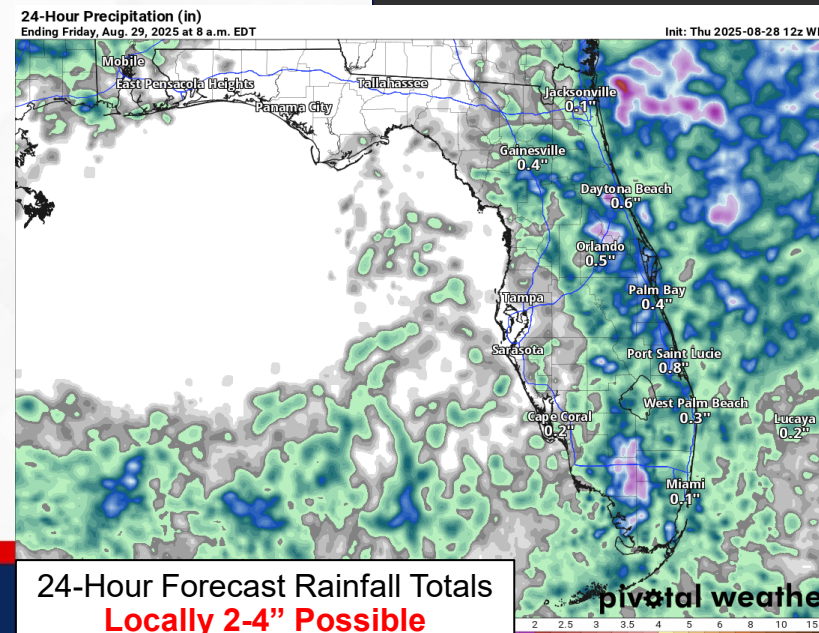 24-Hour Precipitation (in)
Ending Friday, Aug. 29, 2025 at 8 a.m. EDT
Init: Thu 2025-08-28 12z
Mobile
East Pensacola Heights
Tallahassee
Panama City
Jacksonville
0.1"
Gainesville
0.4"
Daytona Beach
0.6"
Orlando
0.5"
Palm Bay
0.4"
Tampa
Sarasota
Port Saint Lucie
0.8"
West Palm Beach
0.3"
Cape Coral
0.2"
Lucaya
0.2"
Miami
0.1"
24-Hour Forecast Rainfall Totals
Locally 2-4” Possible
pivotal weathe
2 2.5 3 3.5 4 5 6 8 10 15